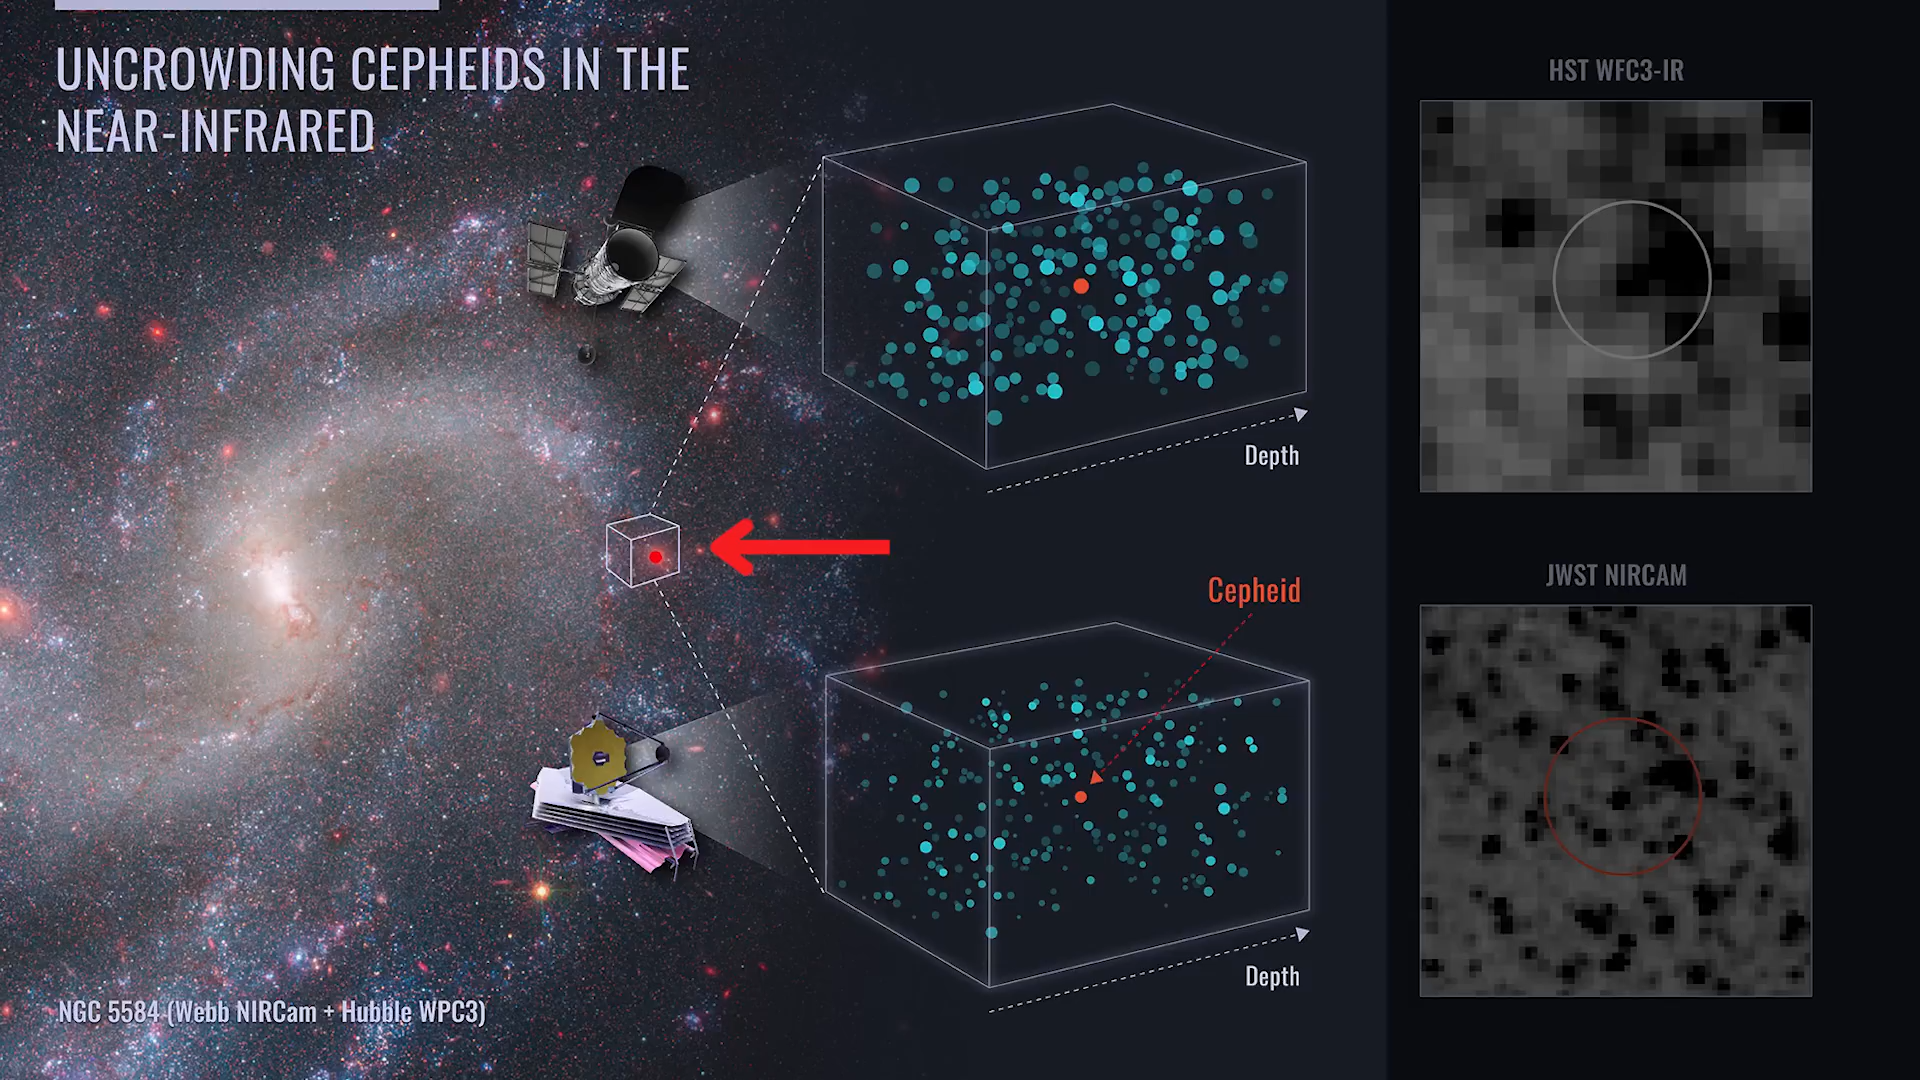 UNCROWDING CEPHEIDS IN THE
NEAR-INFRARED
Depth
Cepheid
Depth
NGC 5584 (Webb NIRCam + Hubble WPC3)
HST WFC3-IR
JWST NIRCAM